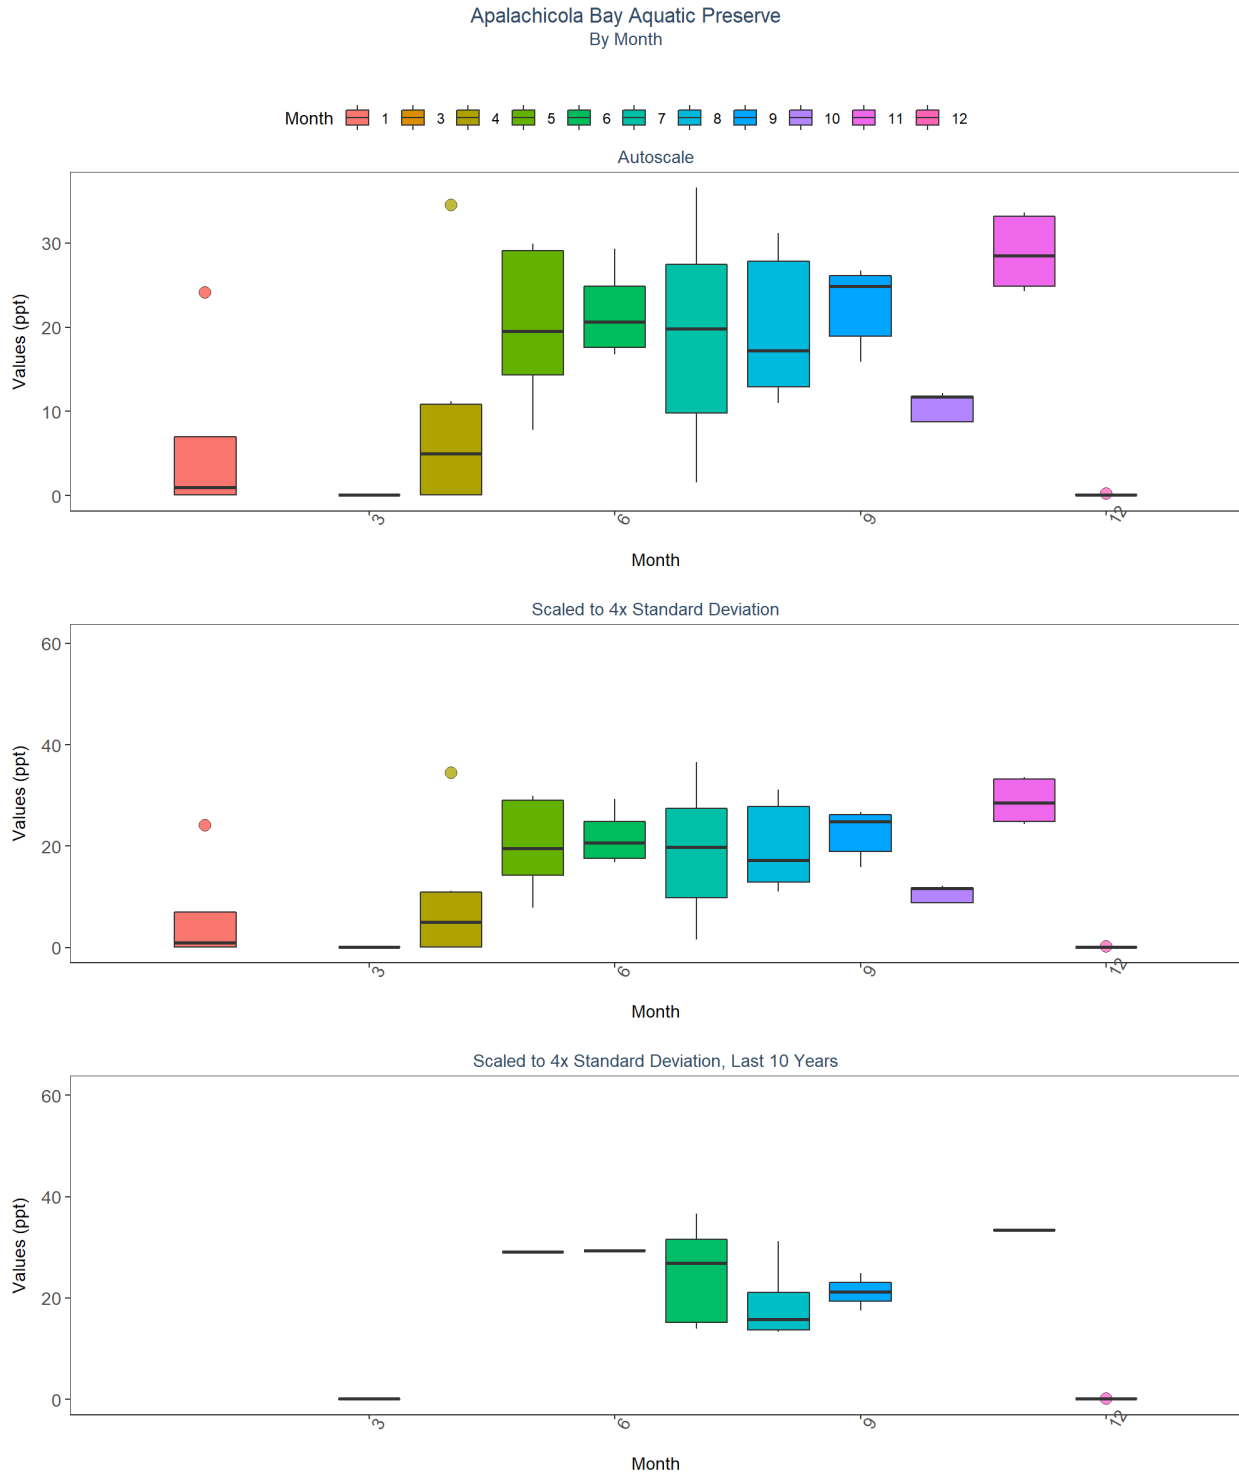 Apalachicola Bay Aquatic Preserve
By Month
Month 1 3 4 5 6 7 8 9 10 11 12
Autoscale
Values (ppt)
30
20
10
0
3 6 9 12
Month
Scaled to 4x Standard Deviation
Values (ppt)
60
40
20
0
3 6 9 12
Month
Scaled to 4x Standard Deviation, Last 10 Years
Values (ppt)
60
40
20
0
3 6 9 12
Month